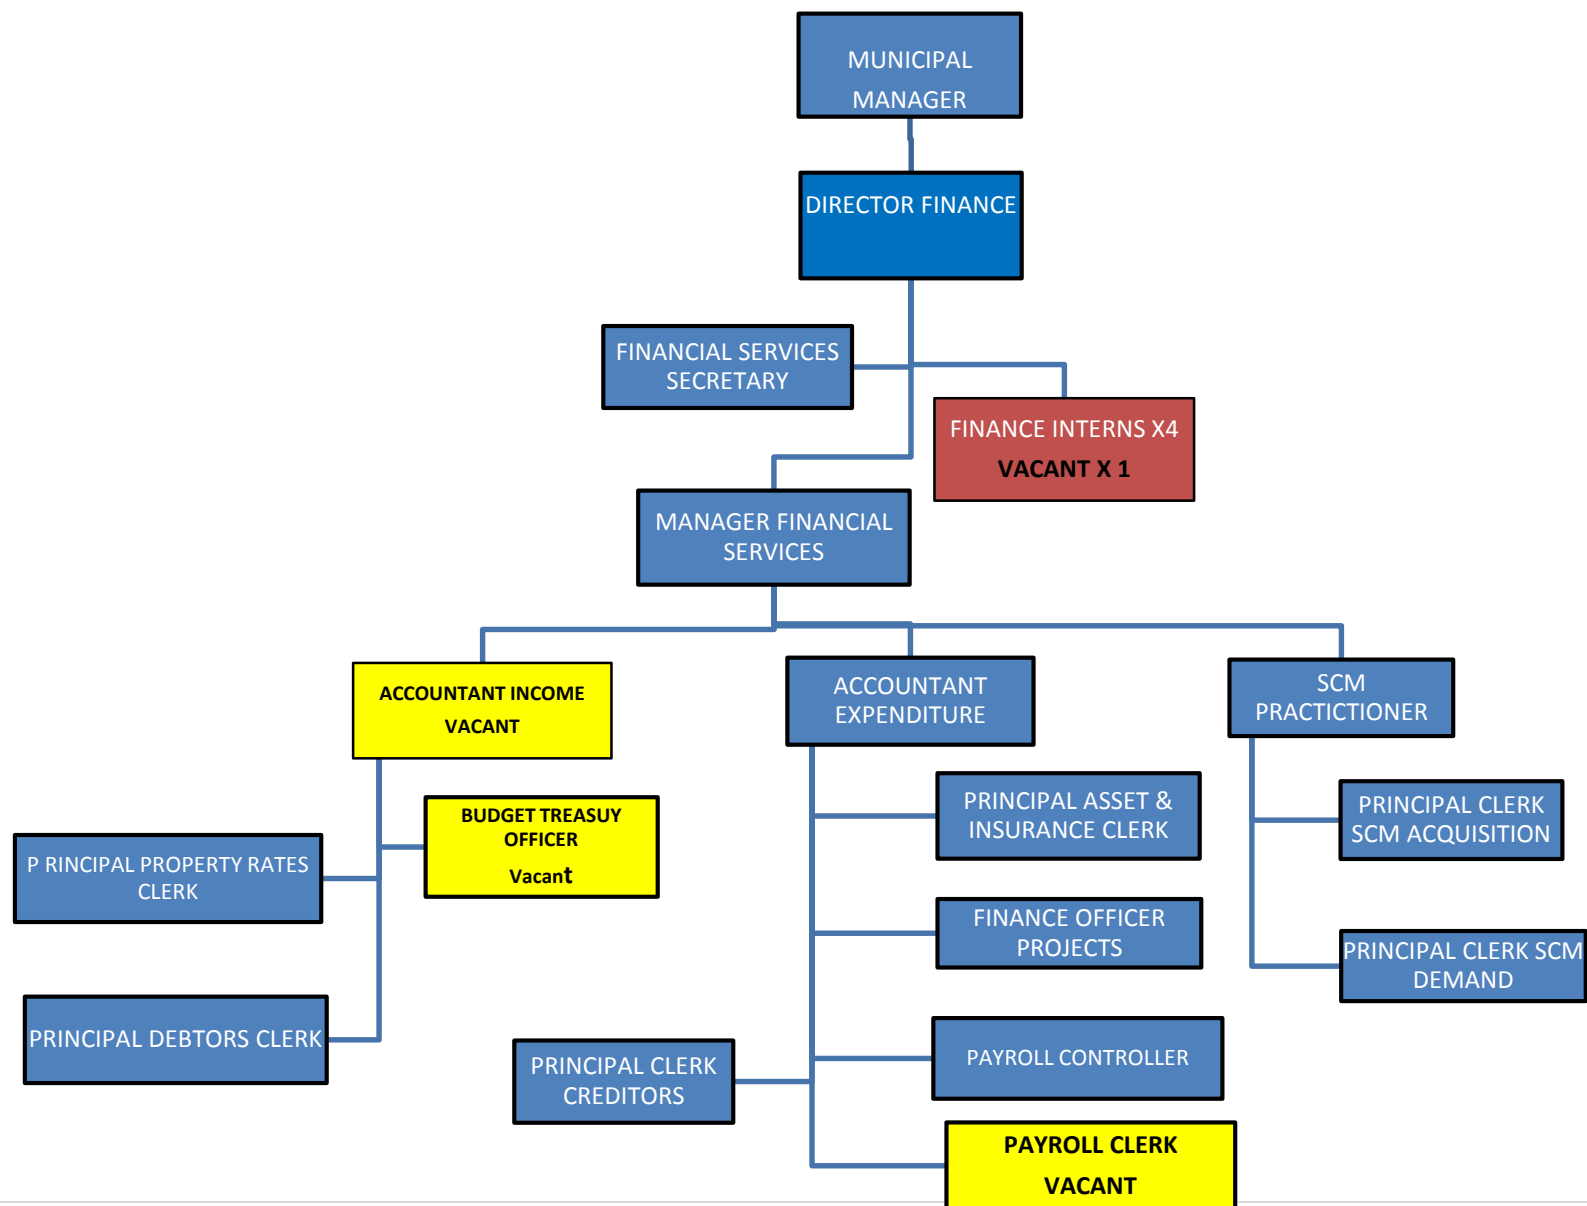 MUNICIPAL
MANAGER
DIRECTOR FINANCE
FINANCIAL SERVICES
SECRETARY
FINANCE INTERNS X4
VACANT X 1
MANAGER FINANCIAL
SERVICES
ACCOUNTANT INCOME
VACANT
ACCOUNTANT
EXPENDITURE
SCM
PRACTICTIONER
BUDGET TREASUY
OFFICER
Vacant
P RINCIPAL PROPERTY RATES
CLERK
PRINCIPAL DEBTORS CLERK
PRINCIPAL ASSET &
INSURANCE CLERK
FINANCE OFFICER
PROJECTS
PRINCIPAL CLERK
CREDITORS
PAYROLL CONTROLLER
PAYROLL CLERK
VACANT
PRINCIPAL CLERK
SCM ACQUISITION
PRINCIPAL CLERK SCM
DEMAND